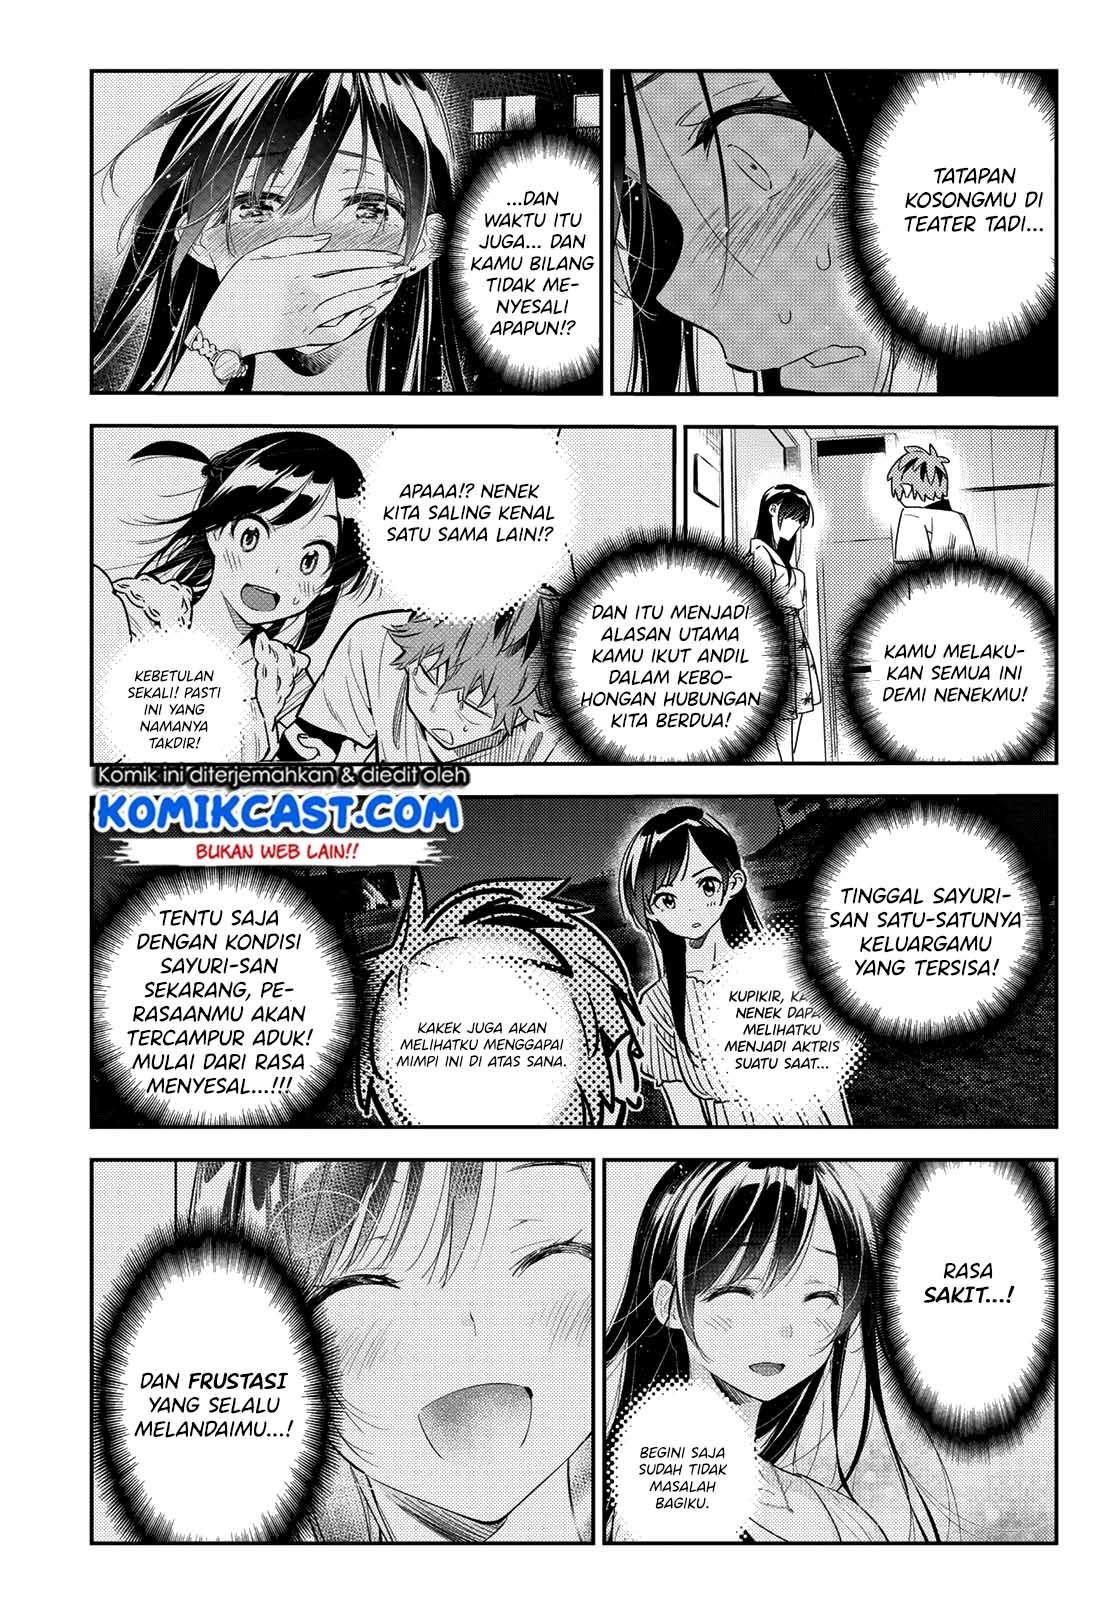 TATAPAN
KOSONGMU DI
TEATER TADI...
...DAN
WAKTU ITU
JUGA... DAN
KAMU BILANG
TIDAK ME-
NYESALI
APAPUN!?
KAMU MELAKU-
KAN SEMUA INI
DEMI NENEKMU!
DAN ITU MENJADI
ALASAN UTAMA
KAMU IKUT ANDIL
DALAM KEBO-
HONGAN HUBUNGAN
KITA BERDUA!
APAAA!? NENEK
KITA SALING KENAL
SATU SAMA LAIN!?
KEBETULAN
SEKALI! PASTI
INI YANG
NAMANYA
TAKDIR!
Komik ini diterjemahkan & diedit oleh
KOMIKCAST.COM
BUKAN WEB LAIN!!
TINGGAL SAYURI-
SAN SATU-SATUNYA
KELUARGAMU
YANG TERSISA!
KUPIKIR,
NENEK
MELIHATKU
MENJADI AKTRIS
SUATU SAAT...
KAKEK JUGA AKAN
MELIHATKU MENGGAPAI
MIMPI INI DI ATAS SANA.
TENTU SAJA
DENGAN KONDISI
SAYURI-SAN
SEKARANG, PE-
RASAANMU AKAN
TERCAMPUR ADUK!
MULAI DARI RASA
MENYESAL...!!!
RASA
SAKIT...!
BEGINI SAJA
SUDAH TIDAK
MASALAH
BAGIKU.
DAN FRUSTASI
YANG SELALU
MELANDAIMU...!